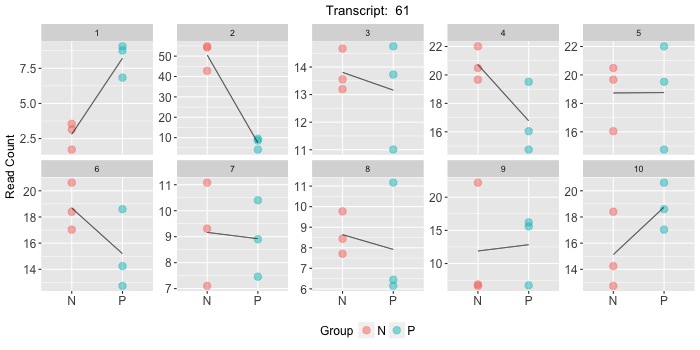 Transcript: 61
1 2 3 4 5
7.5 5.0 2.5
50 40 30 20 10
14 13 12 11
22 20 18 16
22 20 18 16
Read Count
6 7 8 9 10
20 18 16 14
11 10 9 8 7
11 10 9 8 7 6
20 15 10
20 18 16 14
N P N P N P N P N P
Group N P